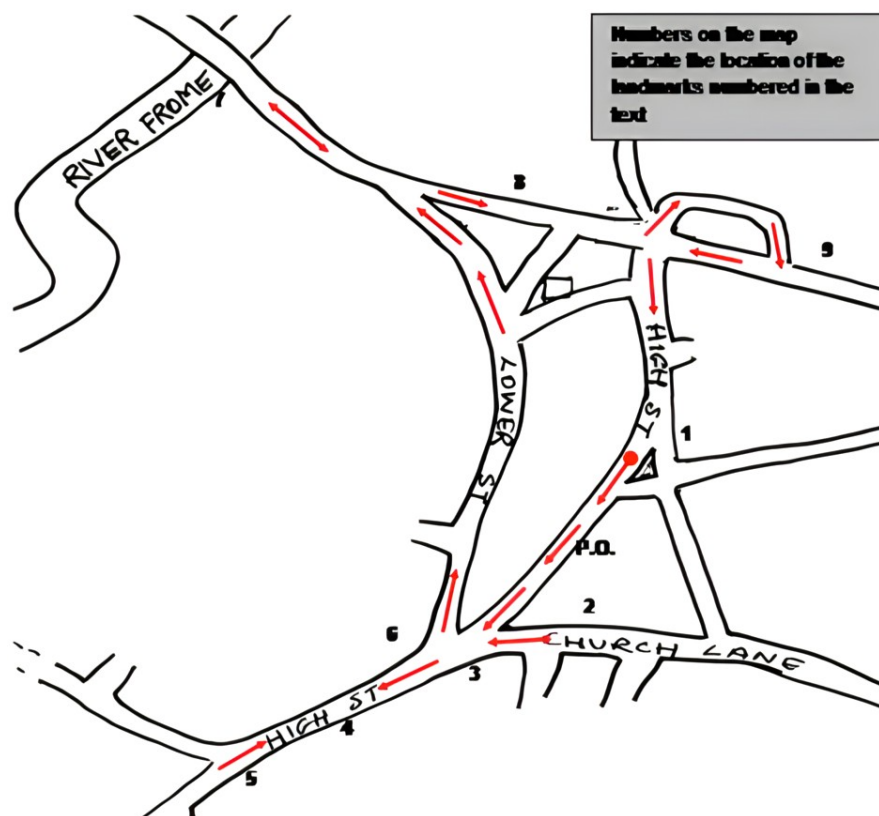 Numbers on the map
indicate the location of the
landmarks numbered in the
text
RIVER FROME
7
8
9
HIGH ST
LOWER ST
1
P.O.
2
6
CHURCH LANE
3
HIGH ST
4
5